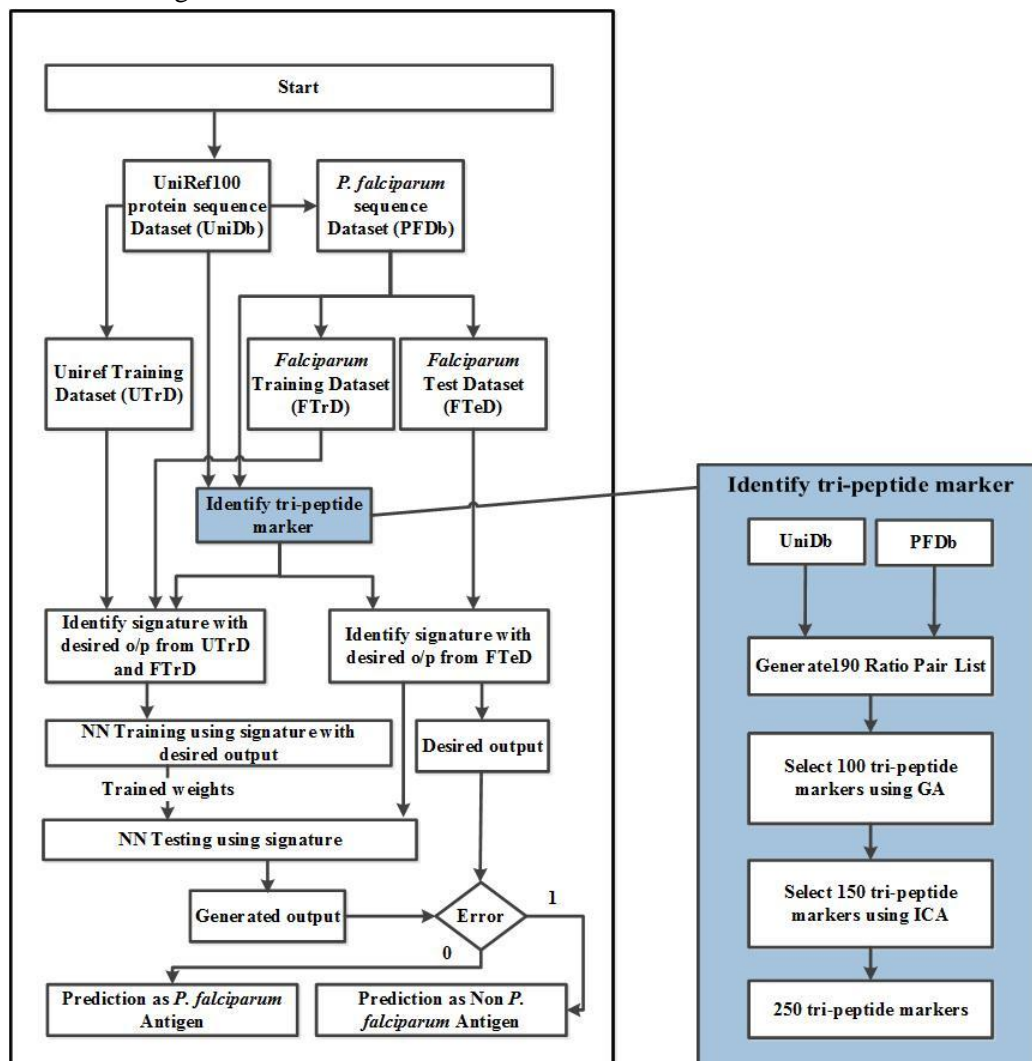 Start
UniRef100
protein sequence
Dataset (UniDb)
P. falciparum
sequence
Dataset (PFDb)
Uniref Training
Dataset (UTrD)
Falciparum
Training Dataset
(FTrD)
Falciparum
Test Dataset
(FTeD)
Identify tri-peptide
marker
Identify signature with
desired o/p from UTrD
and FTrD
Identify signature with
desired o/p from FTeD
NN Training using signature with
desired output
Desired output
Trained weights
NN Testing using signature
Generated output
Error
1
0
Prediction as P. falciparum
Antigen
Prediction as Non P.
falciparum Antigen
Identify tri-peptide marker
UniDb
PFDb
Generate190 Ratio Pair List
Select 100 tri-peptide
markers using GA
Select 150 tri-peptide
markers using ICA
250 tri-peptide markers